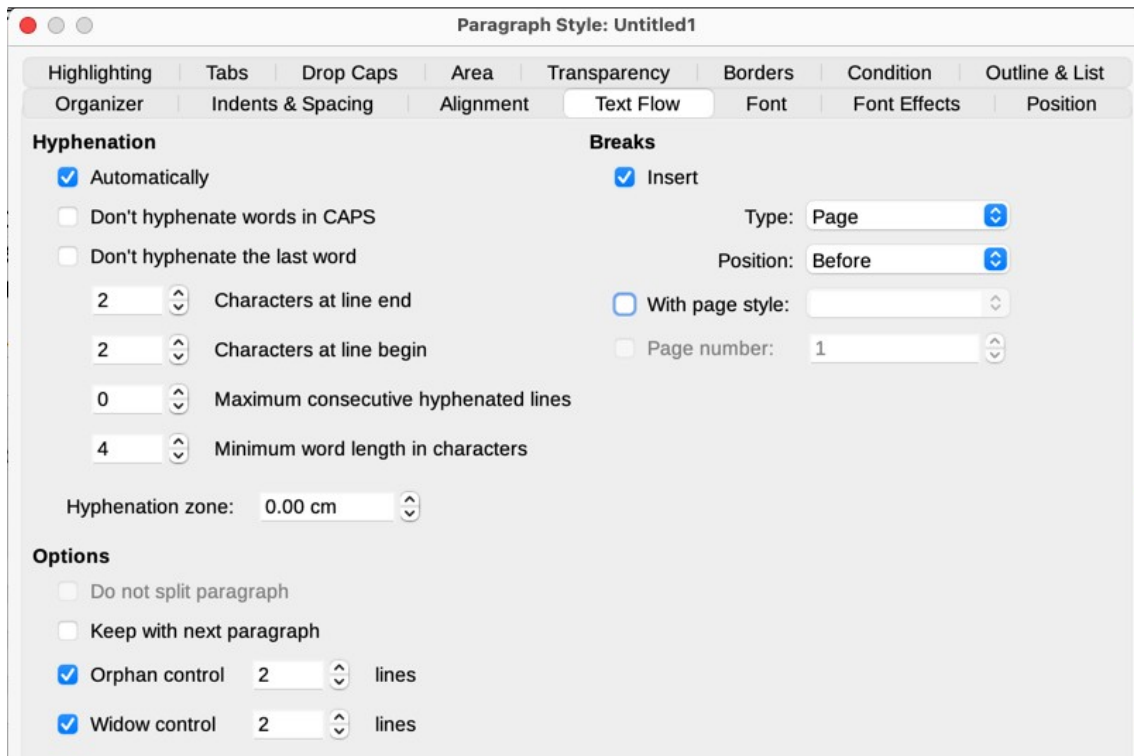 Paragraph Style: Untitled1
Highlighting Tabs Drop Caps Area Transparency Borders Condition Outline & List
Organizer Indents & Spacing Alignment Text Flow Font Font Effects Position
Hyphenation
Automatically
Don't hyphenate words in CAPS
Don't hyphenate the last word
2 Characters at line end
2 Characters at line begin
0 Maximum consecutive hyphenated lines
4 Minimum word length in characters
Hyphenation zone: 0.00 cm
Options
Do not split paragraph
Keep with next paragraph
Orphan control 2 lines
Widow control 2 lines
Breaks
Insert
Type: Page
Position: Before
With page style:
Page number: 1